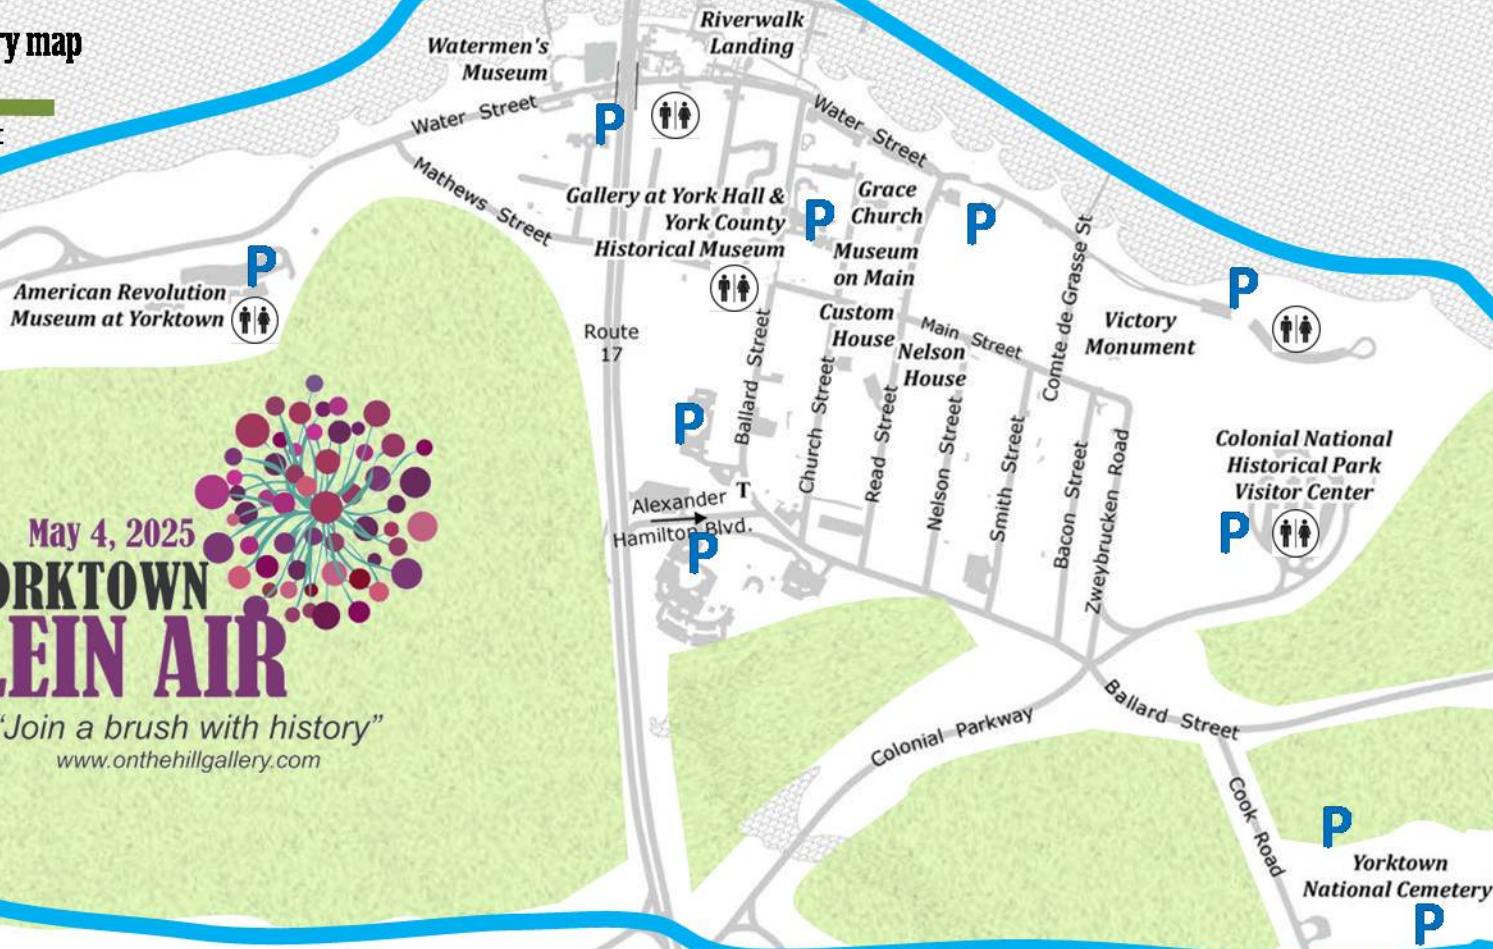 ry map
Watermen's
Museum
Riverwalk
Landing
Water Street
P
Water Street
Mathews Street
Gallery at York Hall &
York County
Historical Museum
P
Grace
Church
P
Museum
on Main
P
American Revolution
Museum at Yorktown
P
Route
17
Custom
House
Main Street
Nelson
House
Comte de Grasse St
Victory
Monument
Ballard Street
Church Street
Read Street
Nelson Street
Smith Street
Bacon Street
Zweybrucken Road
P
Colonial National
Historical Park
Visitor Center
P
Alexander T
Hamilton Blvd.
P
May 4, 2025
ORKTOWN
LEIN AIR
"Join a brush with history"
www.onthehillgallery.com
Colonial Parkway
Ballard Street
Cook Road
P
Yorktown
National Cemetery
P